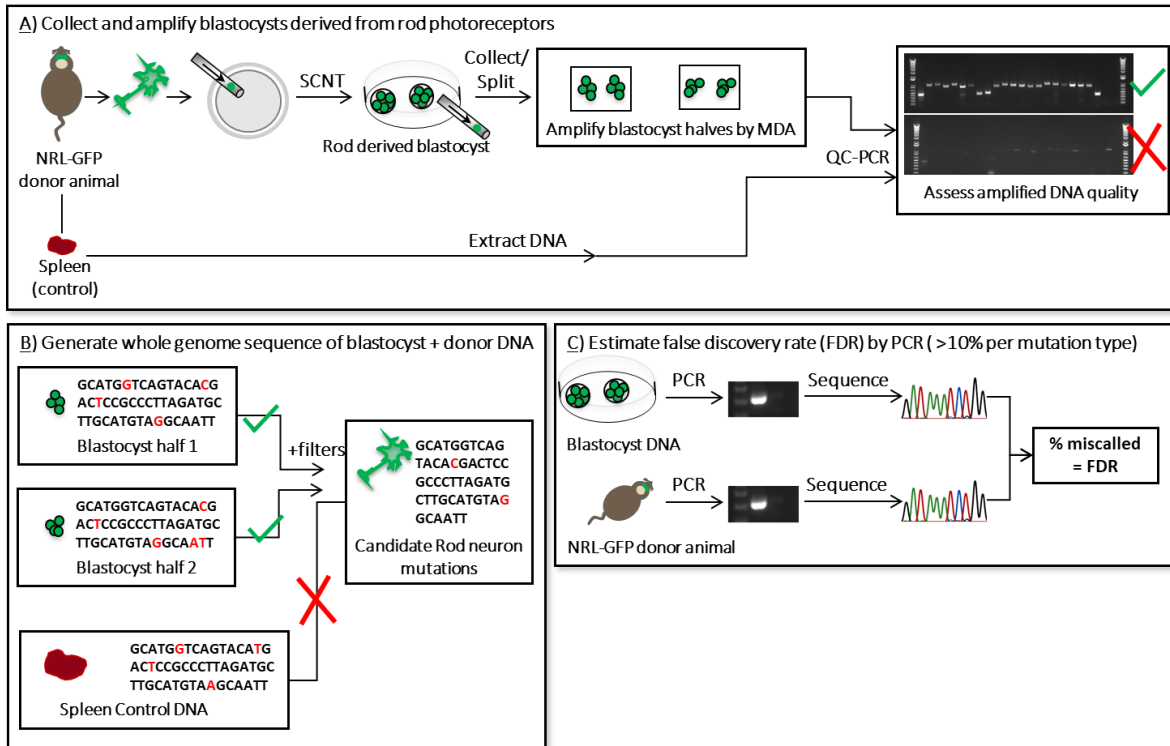 A) Collect and amplify blastocysts derived from rod photoreceptors
NRL-GFP
donor animal
SCNT
Rod derived blastocyst
Collect/
Split
Amplify blastocyst halves by MDA
QC-PCR
Assess amplified DNA quality
Extract DNA
Spleen
(control)
B) Generate whole genome sequence of blastocyst + donor DNA
GCATGGTCAGTACACG
ACTCCGCCCTTAGATGC
TTGCATGTAGGCAATT
Blastocyst half 1
+filters
GCATGGTCAGTACACG
ACTCCGCCCTTAGATGC
TTGCATGTAGGCAATT
Blastocyst half 2
GCATGGTCAG
TACACGACTCC
GCCCTTAGATG
CTTGCATGTAG
GCAATT
Candidate Rod neuron
mutations
GCATGGTCAGTACATG
ACTCCGCCCTTAGATGC
TTGCATGTAAGCAATT
Spleen Control DNA
C) Estimate false discovery rate (FDR) by PCR ( >10% per mutation type)
PCR
Sequence
Blastocyst DNA
PCR
Sequence
NRL-GFP donor animal
% miscalled
= FDR